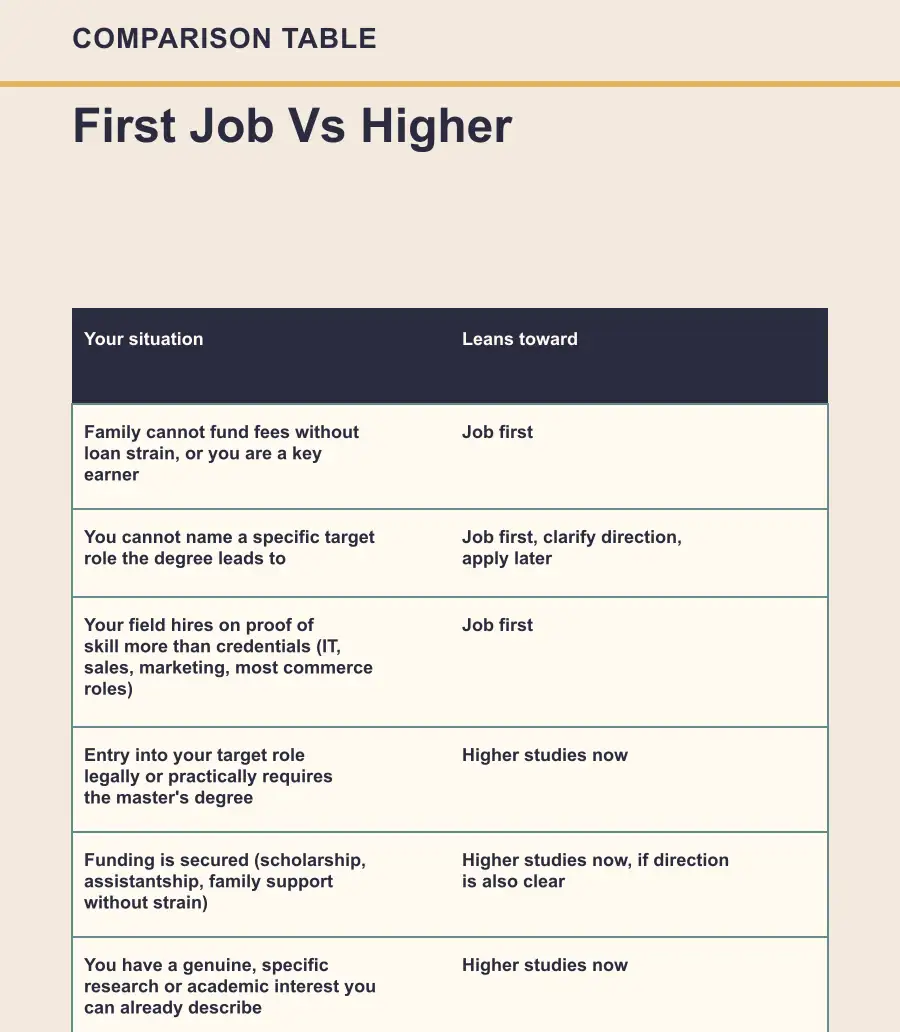 COMPARISON TABLE
First Job Vs Higher
Your situation
Leans toward
Family cannot fund fees without
loan strain, or you are a key
earner
Job first
You cannot name a specific target
role the degree leads to
Job first, clarify direction,
apply later
Your field hires on proof of
skill more than credentials (IT,
sales, marketing, most commerce
roles)
Job first
Entry into your target role
legally or practically requires
the master's degree
Higher studies now
Funding is secured (scholarship,
assistantship, family support
without strain)
Higher studies now, if direction
is also clear
You have a genuine, specific
research or academic interest you
can already describe
Higher studies now